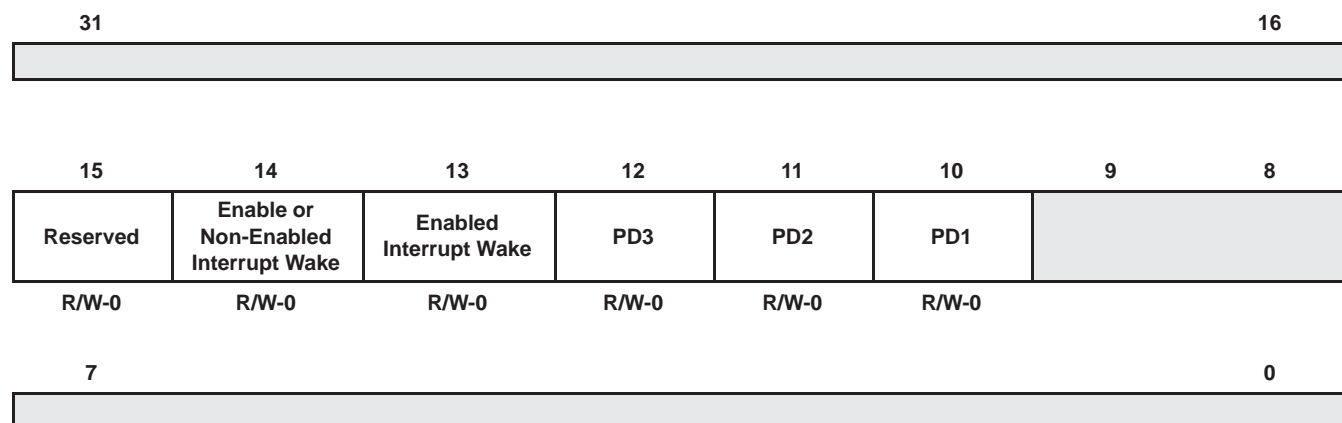 31 16
15 14 13 12 11 10 9 8
Reserved
Enable or
Non-Enabled
Interrupt Wake
Enabled
Interrupt Wake
PD3
PD2
PD1
R/W-0 R/W-0 R/W-0 R/W-0 R/W-0 R/W-0
7 0